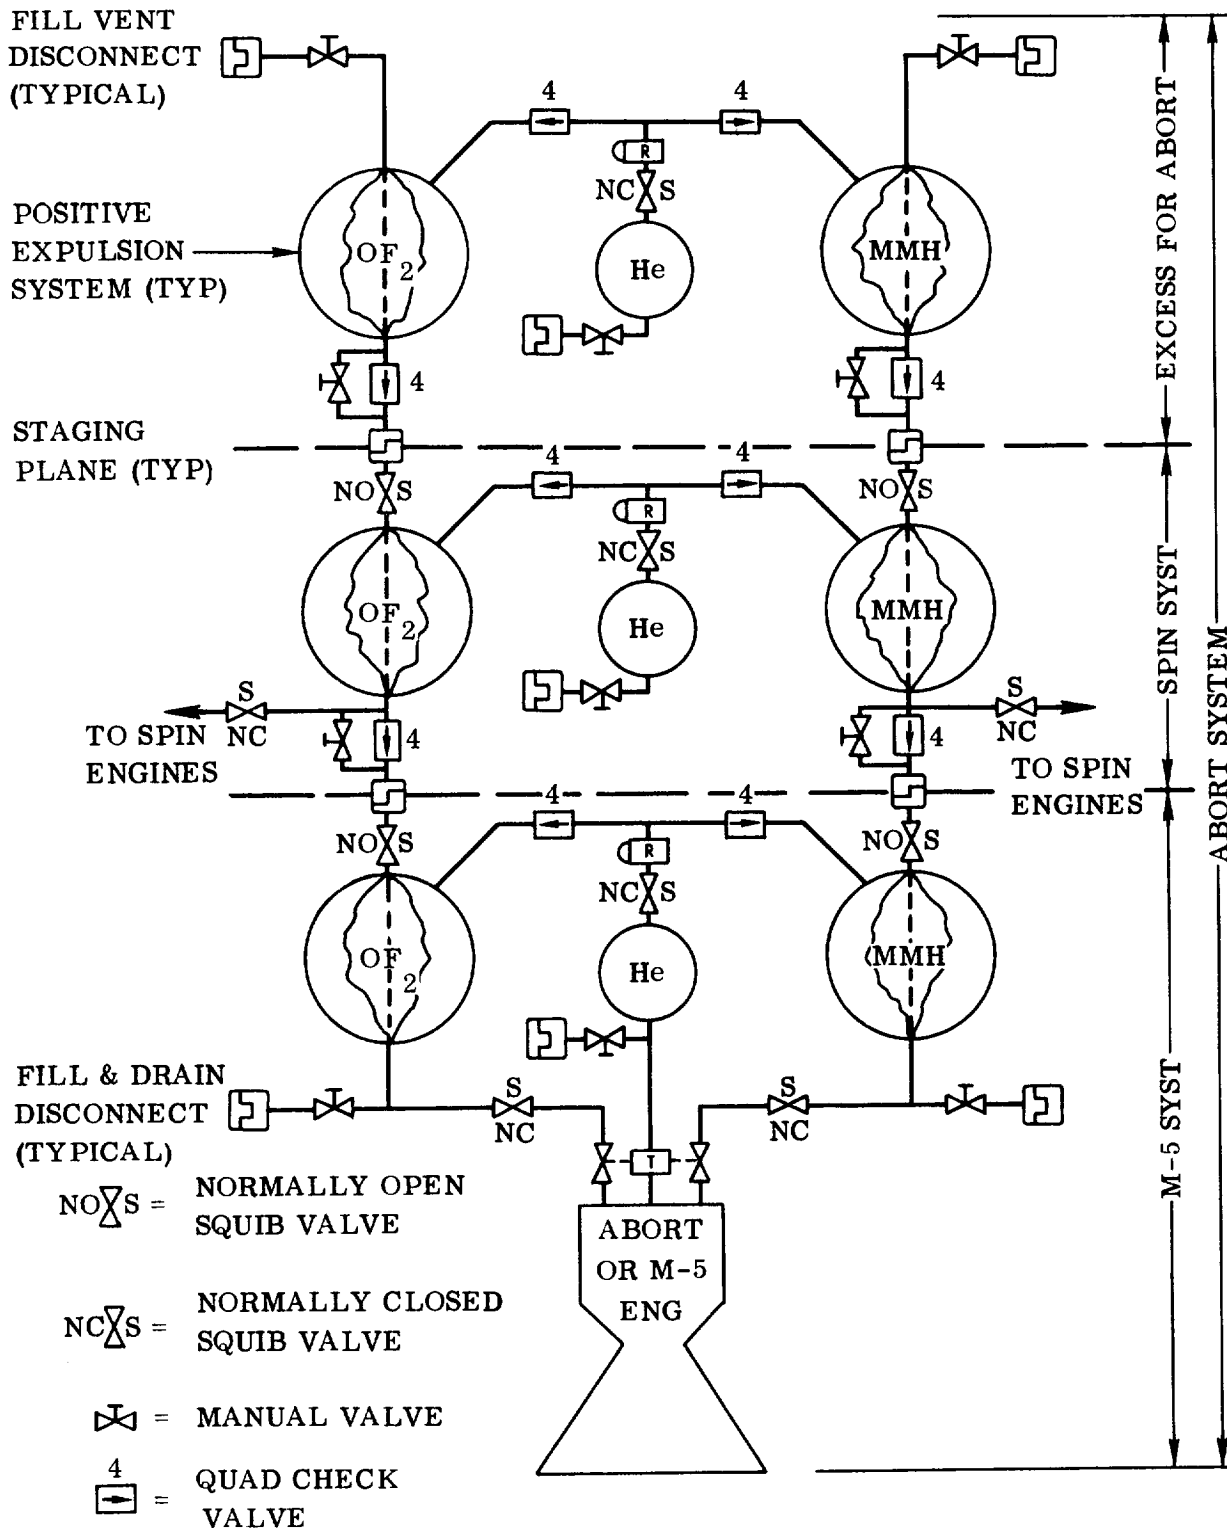 FILL VENT
DISCONNECT
(TYPICAL)
4
4
R
NC S
POSITIVE
EXPULSION
SYSTEM (TYP)
OF2
He
MMH
4
4
EXCESS FOR ABORT
STAGING
PLANE (TYP)
4
4
NO S
NO S
R
NC S
OF2
He
MMH
SPIN SYST
ABORT SYSTEM
S
NC
TO SPIN
ENGINES
4
4
S
NC
TO SPIN
ENGINES
4
4
NO S
NO S
R
NC S
OF2
He
MMH
M-5 SYST
FILL & DRAIN
DISCONNECT
(TYPICAL)
S
NC
S
NC
T
ABORT
OR M-5
ENG
NO S = NORMALLY OPEN
SQUIB VALVE
NC S = NORMALLY CLOSED
SQUIB VALVE
= MANUAL VALVE
4
= QUAD CHECK
VALVE